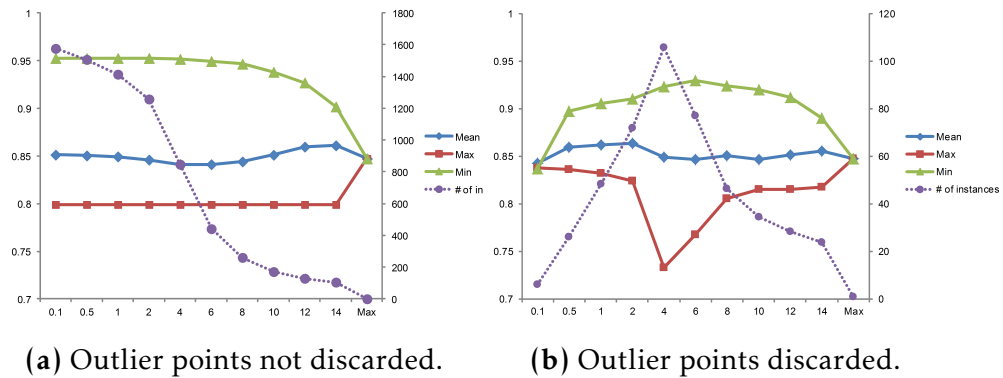 1
0.95
0.9
0.85
0.8
0.75
0.7
1800
1600
1400
1200
1000
800
600
400
200
0
0.1 0.5 1 2 4 6 8 10 12 14 Max
Mean
Max
Min
# of in
(a) Outlier points not discarded.
1
0.95
0.9
0.85
0.8
0.75
0.7
120
100
80
60
40
20
0
0.1 0.5 1 2 4 6 8 10 12 14 Max
Mean
Max
Min
# of instances
(b) Outlier points discarded.